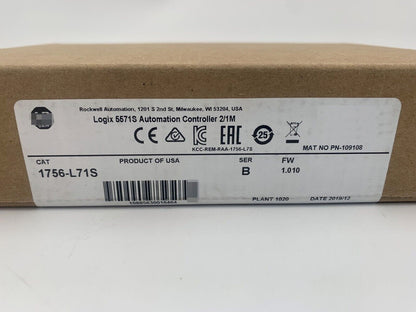 Rockwell Automation, 1201 S 2nd St, Milwaukee, WI 53204, USA
Logix 5571S Automation Controller 2/1M
25
KCC-REM-RAA-1756-L7S
MAT NO PN-109108
CAT PRODUCT OF USA SER FW
1756-L71S B 1.010
PLANT 1020 DATE 2019/12